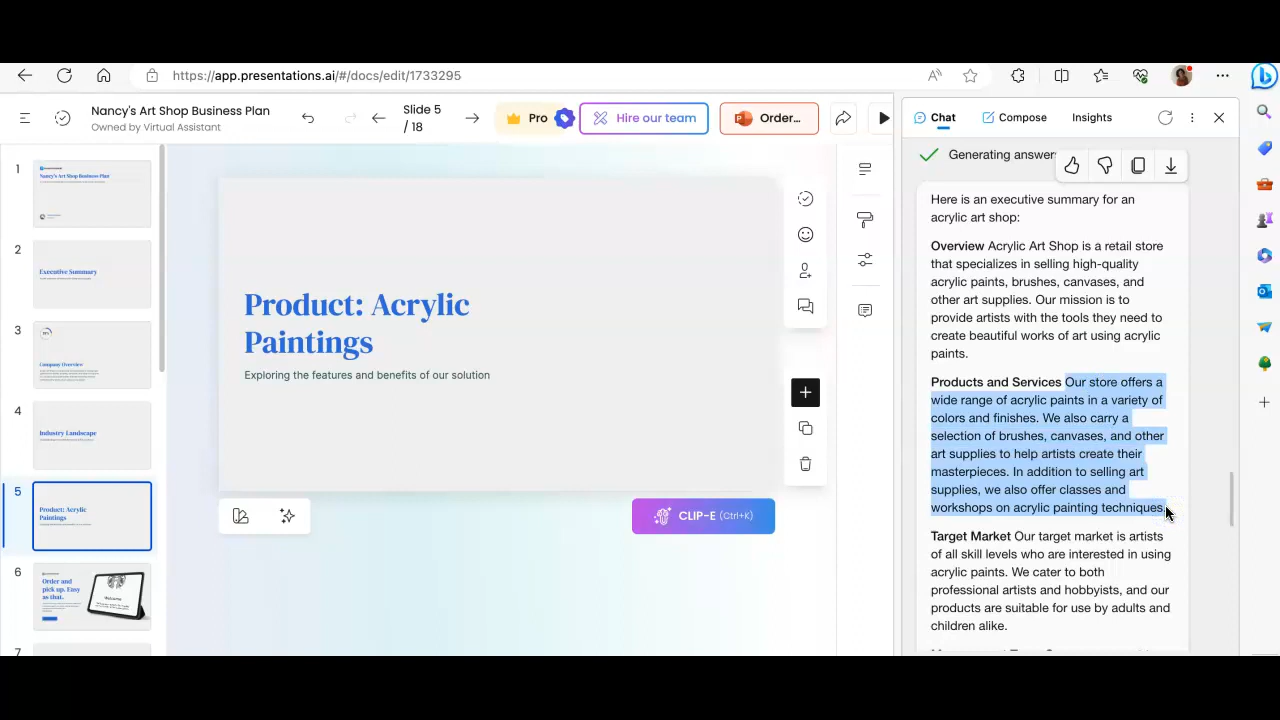 https://app.presentations.ai/#/docs/edit/1733295
Nancy's Art Shop Business Plan
Owned by Virtual Assistant
Slide 5
/ 18
Pro
Hire our team
Order...
Chat
Compose
Insights
1
Nancy's Art Shop Business Plan
2
Executive Summary
3
Company Overview
4
Industry Landscape
5
Product: Acrylic
Paintings
6
Order and
pick up. Easy
as that.
Welcome
7
Product: Acrylic
Paintings
Exploring the features and benefits of our solution
CLIP-E (Ctrl+K)
Generating answer
Here is an executive summary for an
acrylic art shop:
Overview Acrylic Art Shop is a retail store
that specializes in selling high-quality
acrylic paints, brushes, canvases, and
other art supplies. Our mission is to
provide artists with the tools they need to
create beautiful works of art using acrylic
paints.
Products and Services Our store offers a
wide range of acrylic paints in a variety of
colors and finishes. We also carry a
selection of brushes, canvases, and other
art supplies to help artists create their
masterpieces. In addition to selling art
supplies, we also offer classes and
workshops on acrylic painting techniques.
Target Market Our target market is artists
of all skill levels who are interested in using
acrylic paints. We cater to both
professional artists and hobbyists, and our
products are suitable for use by adults and
children alike.